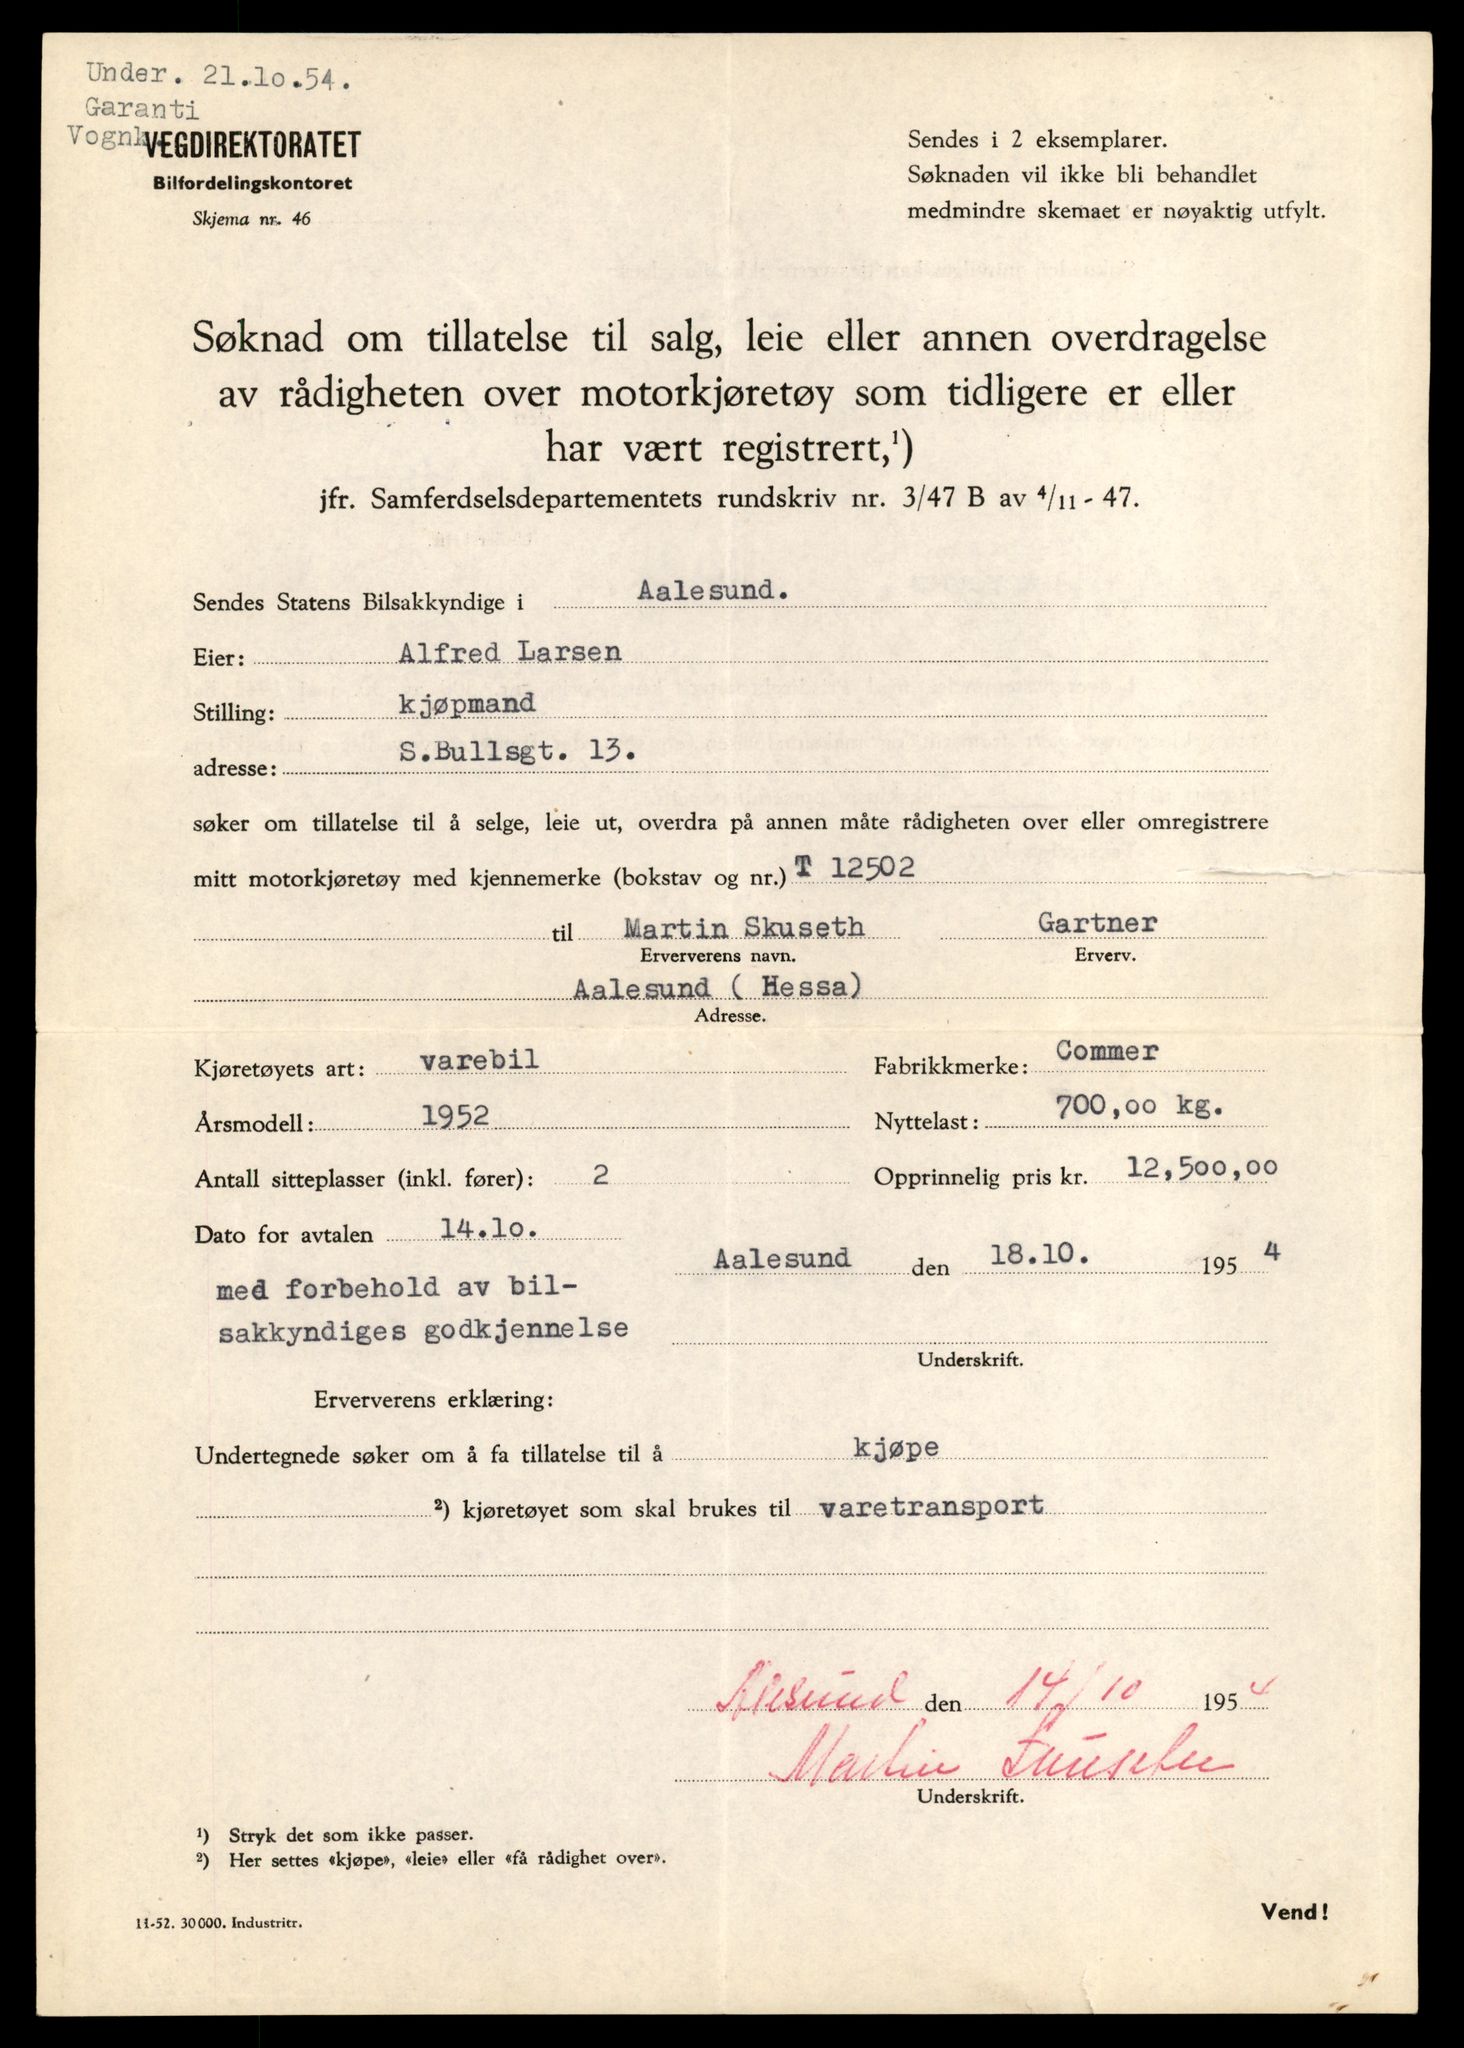 Under. 21.10.54.
Garanti
Vognk.
VEGDIREKTORATET
Bilfordelingskontoret
Skjema nr. 46
Sendes i 2 eksemplarer.
Søknaden vil ikke bli behandlet
medmindre skemaet er nøyaktig utfylt.
Søknad om tillatelse til salg, leie eller annen overdragelse
av rådigheten over motorkjøretøy som tidligere er eller
har vært registrert,¹)
jfr. Samferdselsdepartementets rundskriv nr. 3/47 B av 4/11 - 47.
Sendes Statens Bilsakkyndige i Aalesund.
Eier: Alfred Larsen
Stilling: kjøpmand
adresse: S.Bullsgt. 13.
søker om tillatelse til å selge, leie ut, overdra på annen måte rådigheten over eller omregistrere
mitt motorkjøretøy med kjennemerke (bokstav og nr.) T 12502
til Martin Skuseth Gartner
Erververens navn. Erverv.
Aalesund ( Hessa)
Adresse.
Kjøretøyets art: varebil Fabrikkmerke: Commer
Årsmodell: 1952 Nyttelast: 700,00 kg.
Antall sitteplasser (inkl. fører): 2 Opprinnelig pris kr. 12,500,00
Dato for avtalen 14.10.
Aalesund den 18.10. 1954
med forbehold av bil-
sakkyndiges godkjennelse
Underskrift.
Erververens erklæring:
Undertegnede søker om å fa tillatelse til å kjøpe
²) kjøretøyet som skal brukes til varetransport
Ålesund den 14/10 1954
Martin Skuseth
Underskrift.
¹) Stryk det som ikke passer.
²) Her settes «kjøpe», «leie» eller «få rådighet over».
11-52. 30 000. Industritr.
Vend!